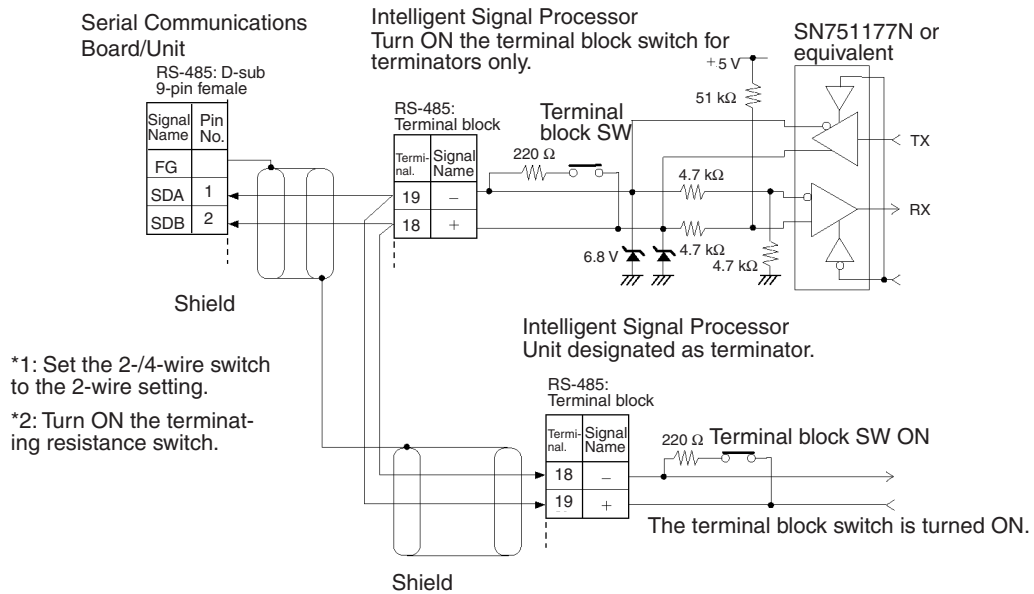 Serial Communications
Board/Unit
RS-485: D-sub
9-pin female
Signal Name
Pin No.
FG
SDA 1
SDB 2
Shield
Intelligent Signal Processor
Turn ON the terminal block switch for
terminators only.
RS-485:
Terminal block
Termi-
nal.
Signal
Name
19 –
18 +
Terminal
block SW
220 Ω
+5 V
51 kΩ
4.7 kΩ
4.7 kΩ
4.7 kΩ
6.8 V
SN751177N or
equivalent
TX
RX
*1: Set the 2-/4-wire switch
to the 2-wire setting.
*2: Turn ON the terminat-
ing resistance switch.
Intelligent Signal Processor
Unit designated as terminator.
RS-485:
Terminal block
Termi-
nal.
Signal
Name
18 –
19 +
220 Ω Terminal block SW ON
The terminal block switch is turned ON.
Shield